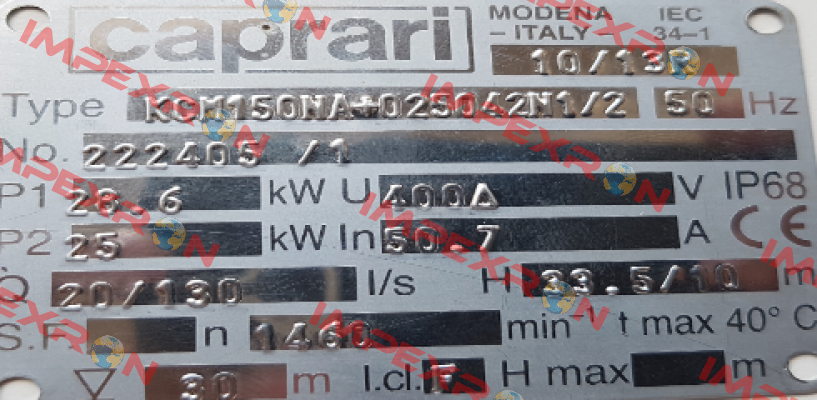 caprari MODENA IEC
- ITALY - 34-1
10/13R
Type KCM150NA+025042N1/2 50 Hz
No. 222405 /1
P1 28.6 kW U 400Δ V IP68
P2 25 kW In 50.7 A CE
Q 20/130 l/s H 33.5/10 m
S.F. n 1460 min⁻¹ t max 40° C
▽ 30 m I.cl. F H max m
IMPEXRON